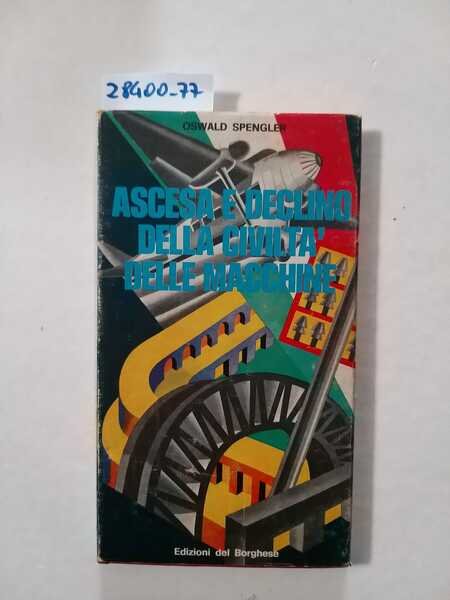 28400-77
OSWALD SPENGLER
ASCESA E DECLINO
DELLA CIVILTA'
DELLE MACCHINE
Edizioni del Borghese